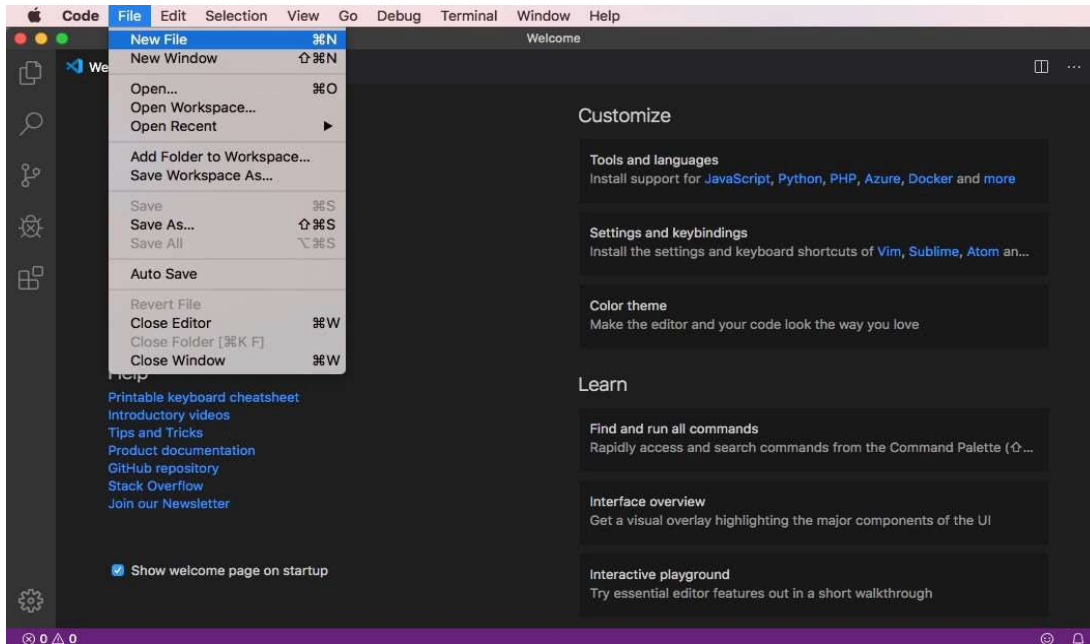 Code File Edit Selection View Go Debug Terminal Window Help
Welcome
We
New File ⌘N
New Window ⇧⌘N
Open... ⌘O
Open Workspace...
Open Recent ▶
Add Folder to Workspace...
Save Workspace As...
Save ⌘S
Save As... ⇧⌘S
Save All ⌥⌘S
Auto Save
Revert File
Close Editor ⌘W
Close Folder [⌘K F]
Close Window ⌘W
Help
Printable keyboard cheatsheet
Introductory videos
Tips and Tricks
Product documentation
GitHub repository
Stack Overflow
Join our Newsletter
Show welcome page on startup
Customize
Tools and languages
Install support for JavaScript, Python, PHP, Azure, Docker and more
Settings and keybindings
Install the settings and keyboard shortcuts of Vim, Sublime, Atom an...
Color theme
Make the editor and your code look the way you love
Learn
Find and run all commands
Rapidly access and search commands from the Command Palette (⇧...
Interface overview
Get a visual overlay highlighting the major components of the UI
Interactive playground
Try essential editor features out in a short walkthrough
0 0